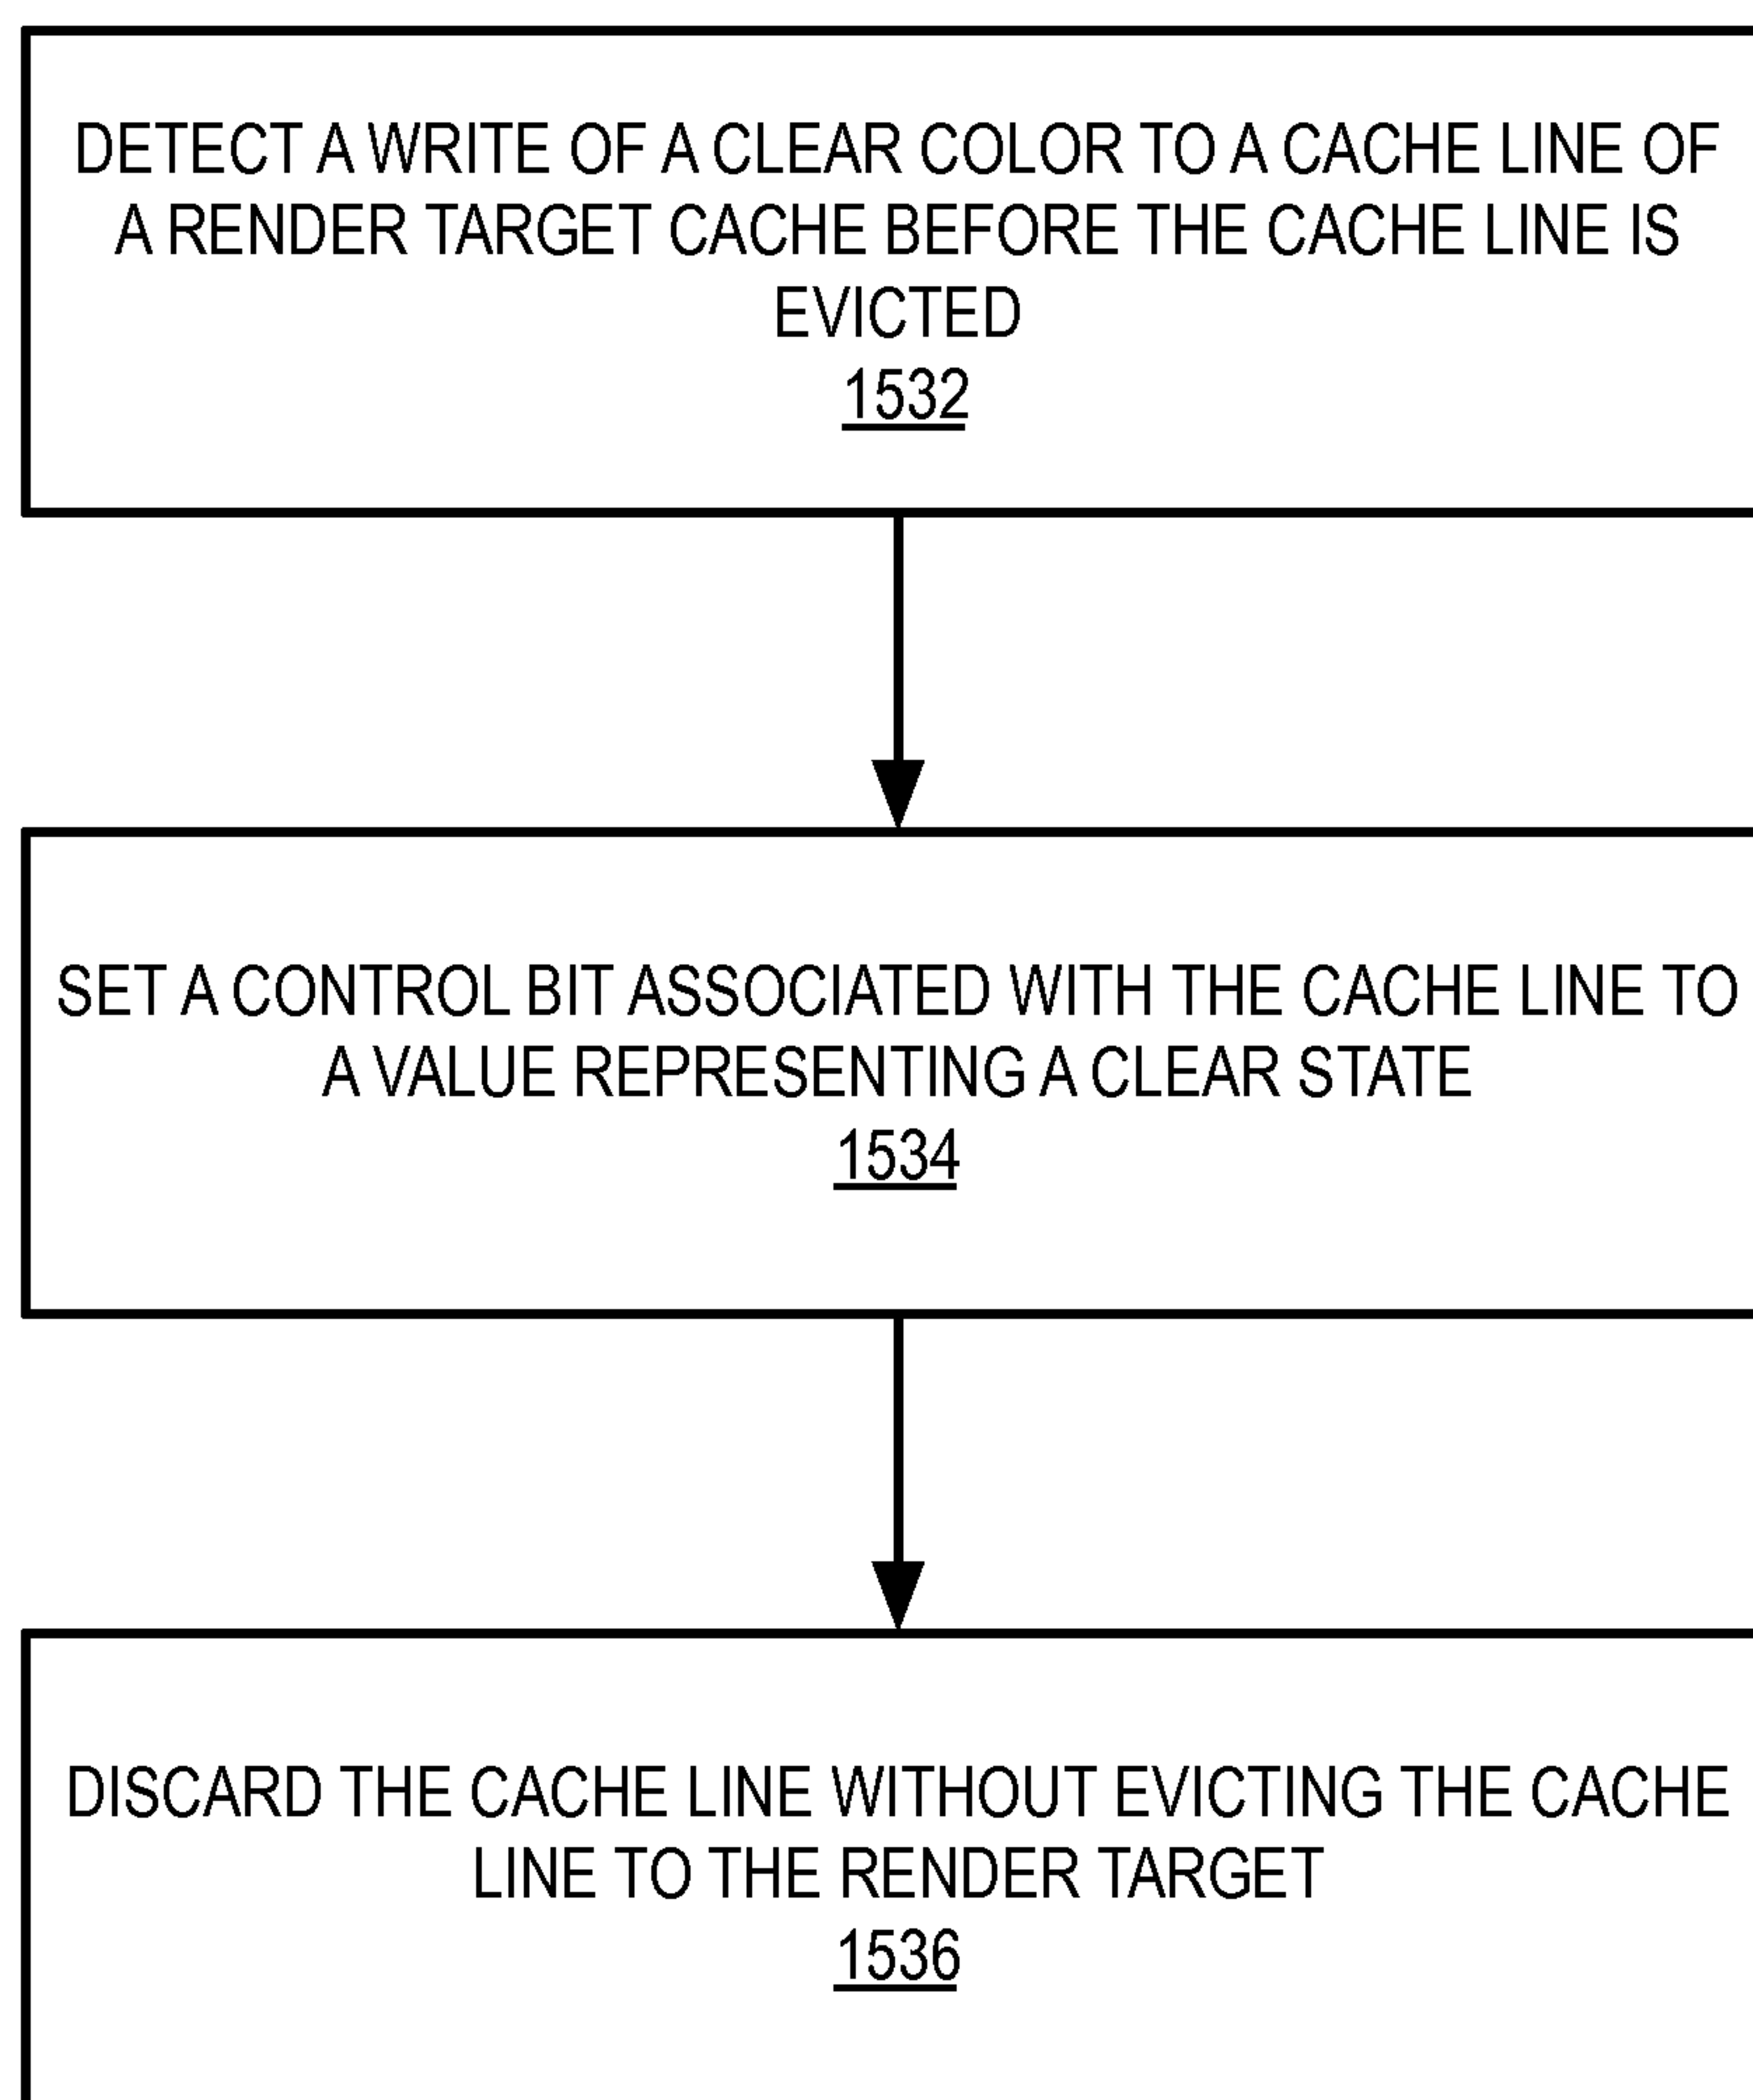 DETECT A WRITE OF A CLEAR COLOR TO A CACHE LINE OF
A RENDER TARGET CACHE BEFORE THE CACHE LINE IS
EVICTED
1532
SET A CONTROL BIT ASSOCIATED WITH THE CACHE LINE TO
A VALUE REPRESENTING A CLEAR STATE
1534
DISCARD THE CACHE LINE WITHOUT EVICTING THE CACHE
LINE TO THE RENDER TARGET
1536